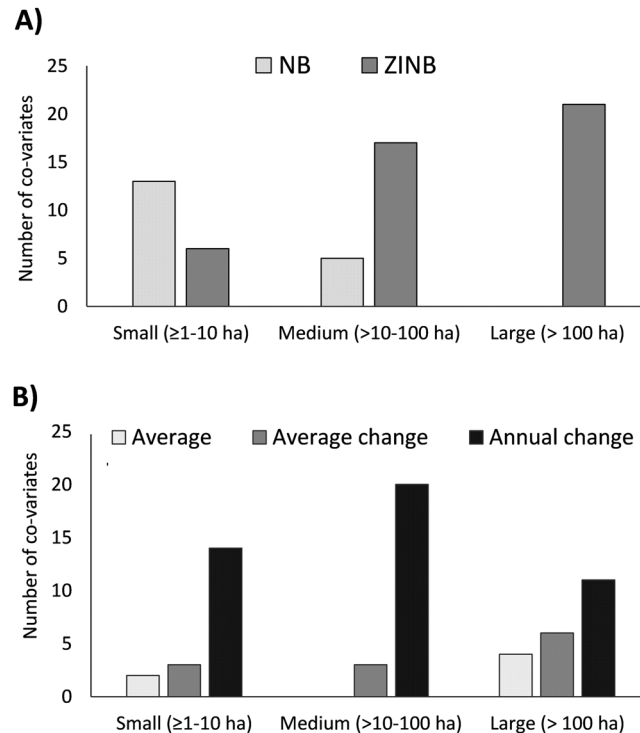 A)
NB ZINB
Number of co-variates
25
20
15
10
5
0
Small (≥1-10 ha) Medium (>10-100 ha) Large (> 100 ha)
B)
Average Average change Annual change
Number of co-variates
25
20
15
10
5
0
Small (≥1-10 ha) Medium (>10-100 ha) Large (> 100 ha)